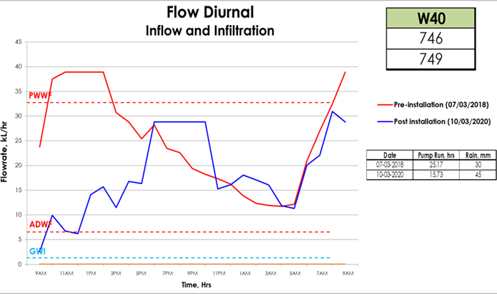 Flow Diurnal
Inflow and Infiltration
W40
746
749
45
40
35
30
25
20
15
10
5
0
Flowrate, kL/hr
PWWF
ADWF
GWI
9AM 11AM 1PM 3PM 5PM 7PM 9PM 11PM 1AM 3AM 5AM 7AM 9AM
Time, Hrs
Pre-installation (07/03/2018)
Post installation (10/03/2020)
Date Pump Run, hrs Rain, mm
07-03-2018 25.17 30
10-03-2020 15.73 45